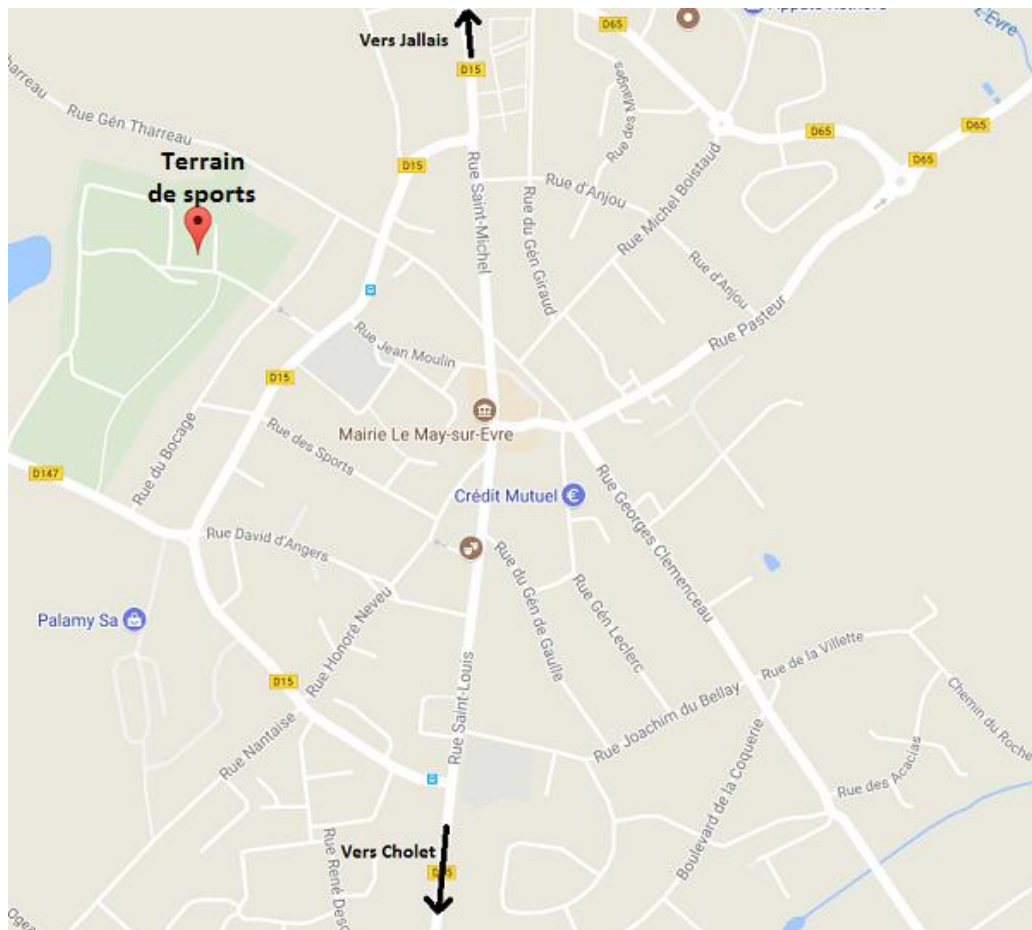 D65
L'Evre
Vers Jallais
D15
Tharreau
Rue Gén Tharreau
Rue des Mauges
D65
D65
D65
D15
Terrain
de sports
Rue d'Anjou
Rue Michel Boistaud
Rue Saint-Michel
Rue du Gén Giraud
Rue d'Anjou
Rue Pasteur
Rue Jean Moulin
D15
Mairie Le May-sur-Evre
Rue des Sports
Rue du Bocage
D147
Crédit Mutuel
Rue Georges Clemenceau
Rue David d'Angers
Rue du Gén de Gaulle
Rue Gén Leclerc
Palamy Sa
Rue Honoré Neveu
Rue de la Villette
D15
Rue Saint-Louis
Rue Joachim du Bellay
Chemin du Roche
Rue Nantaise
Boulevard de la Coquerie
Rue des Acacias
Rue René Desc
Vers Cholet